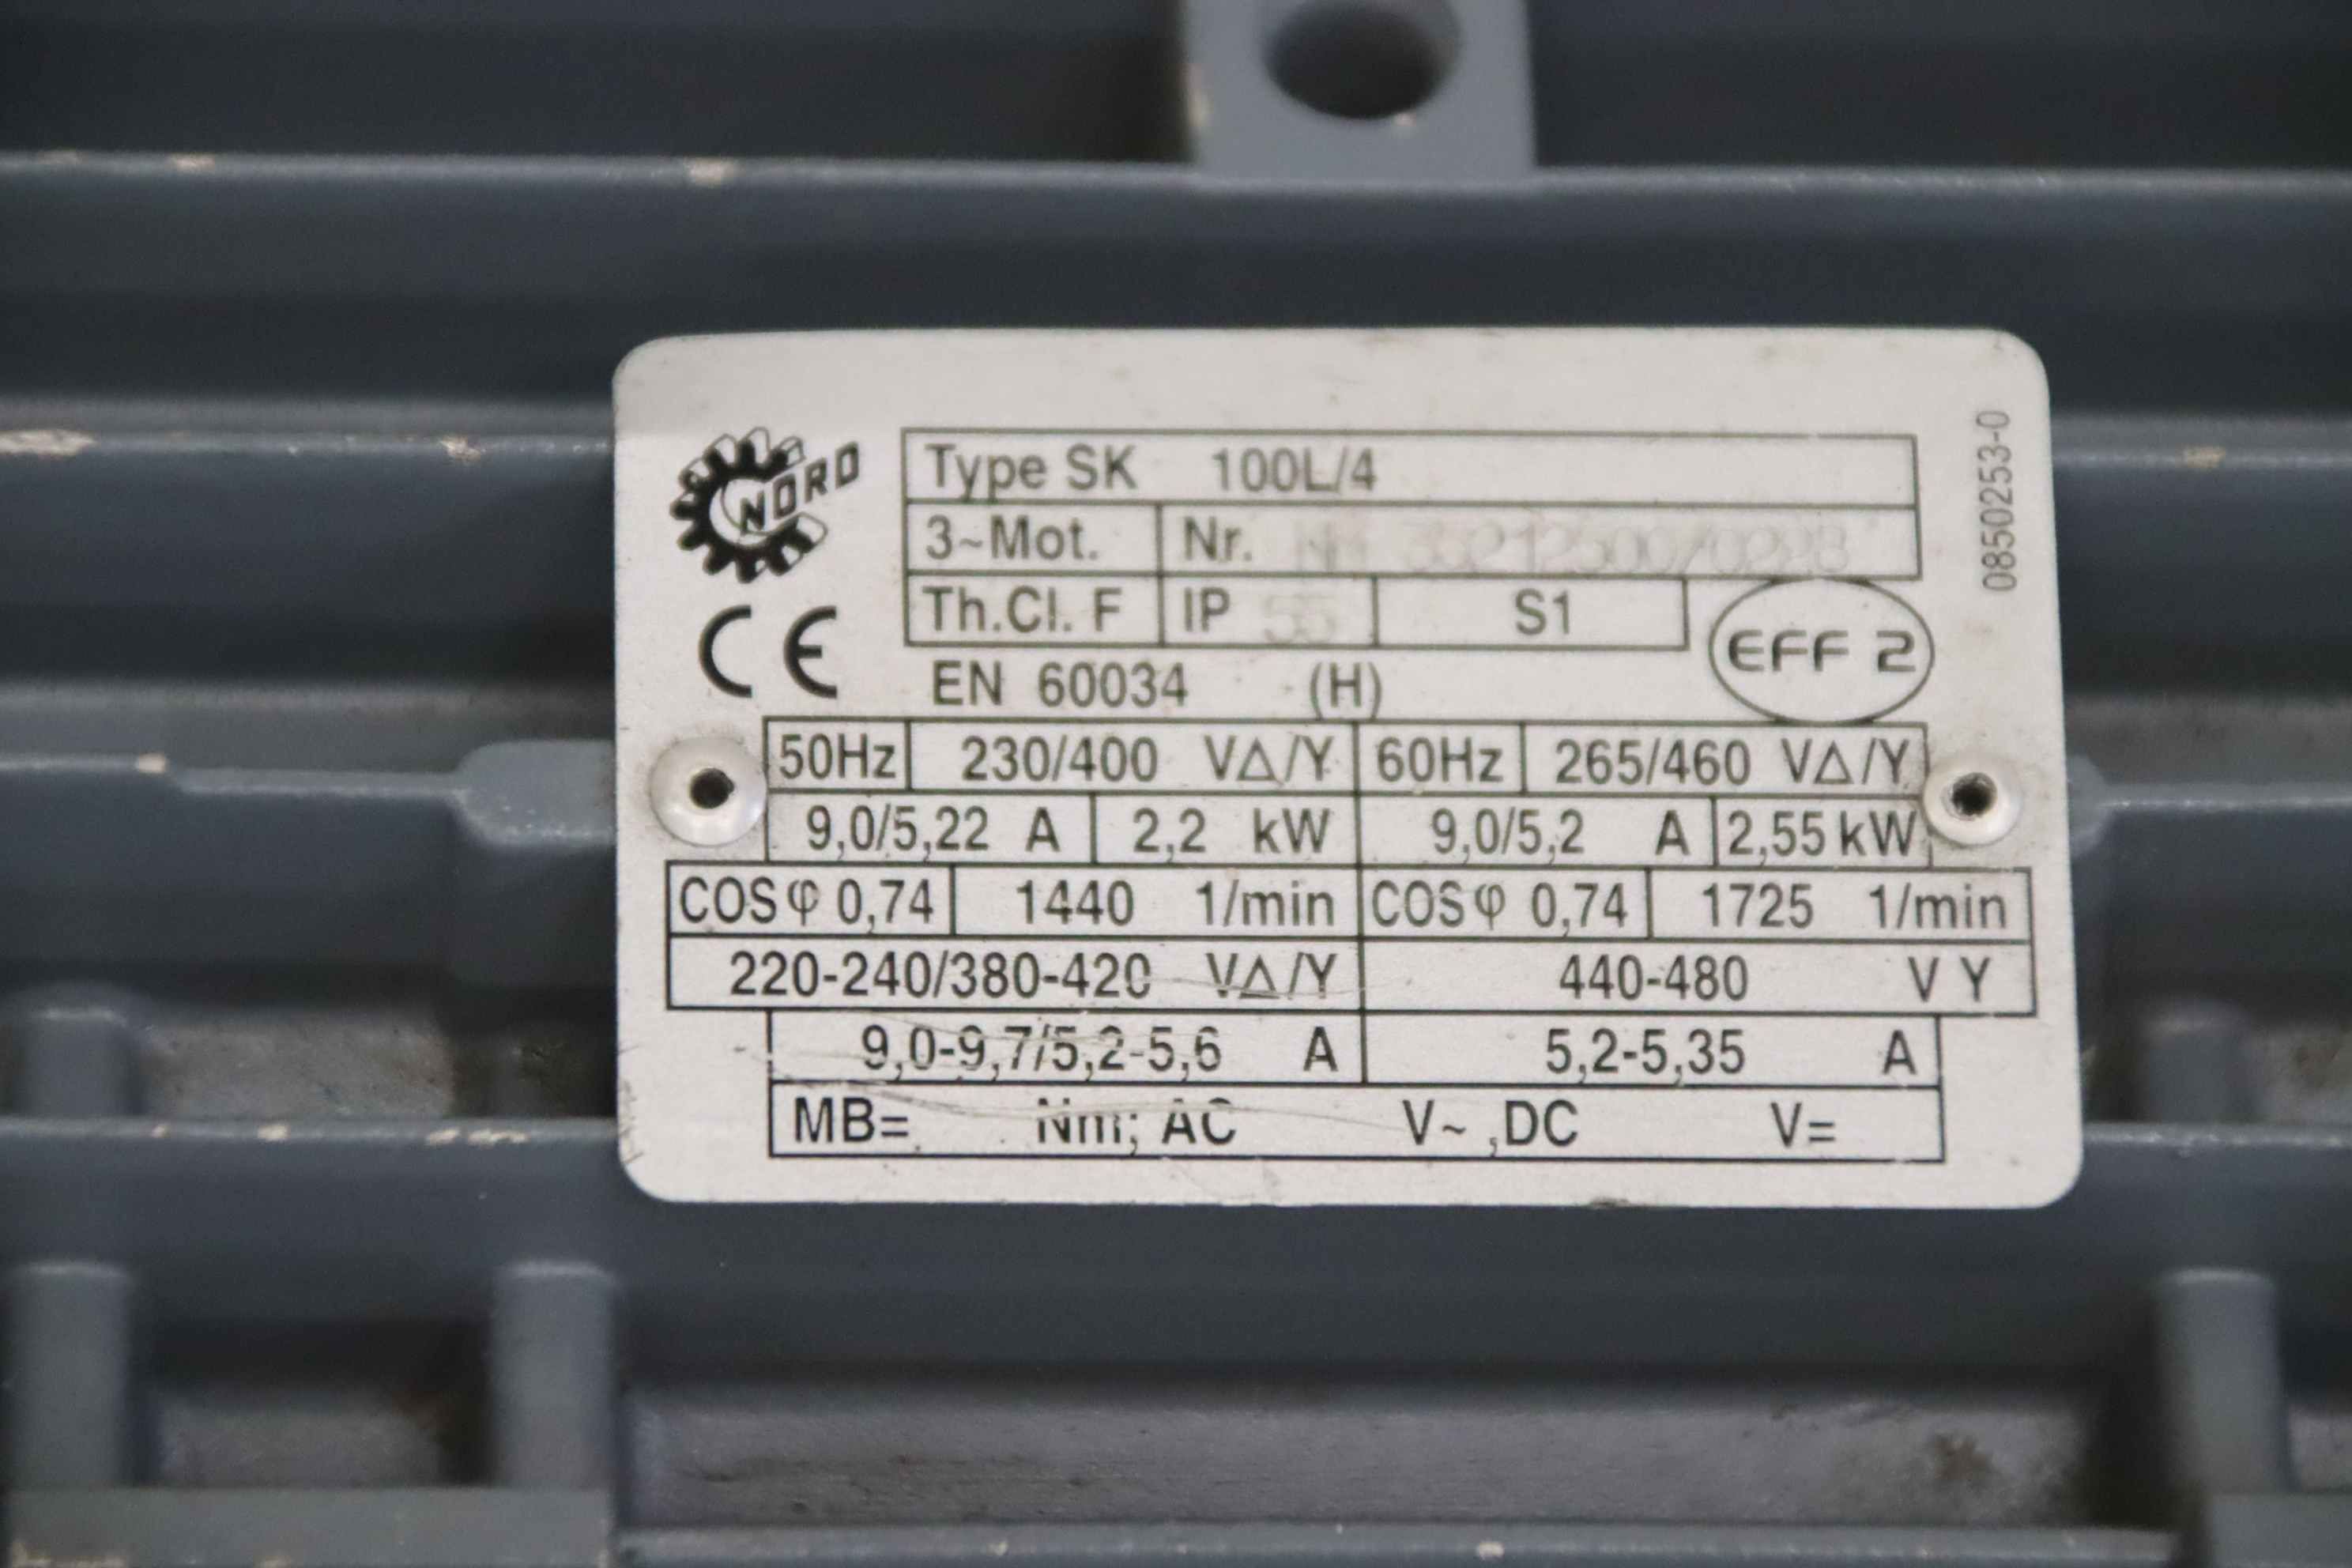 NORD
Type SK 100L/4
3~Mot. Nr.
Th.Cl. F IP 55 S1
EFF 2
CE
EN 60034 (H)
0850253-0
50Hz 230/400 VΔ/Y 60Hz 265/460 VΔ/Y
9,0/5,22 A 2,2 kW 9,0/5,2 A 2,55 kW
COS φ 0,74 1440 1/min COS φ 0,74 1725 1/min
220-240/380-420 VΔ/Y 440-480 V Y
9,0-9,7/5,2-5,6 A 5,2-5,35 A
MB= Nm; AC V~ ,DC V=